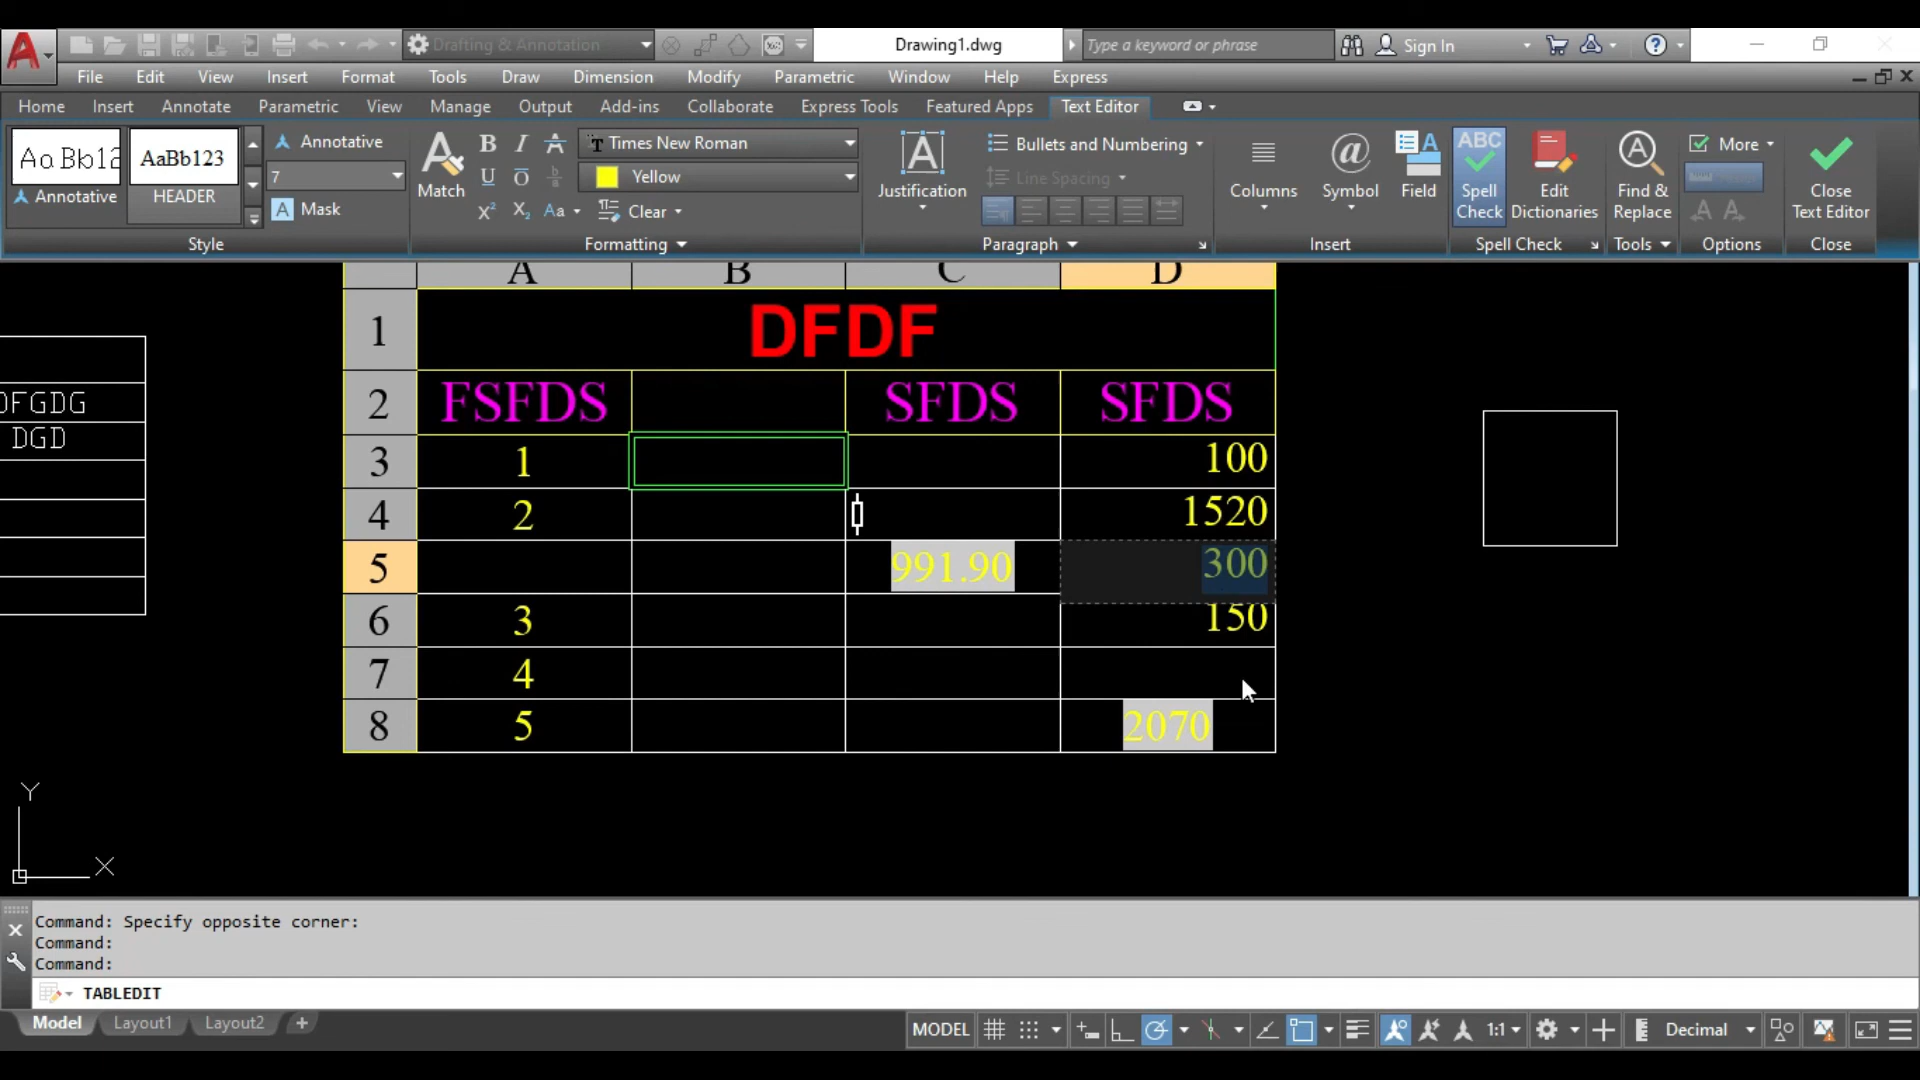 Drafting & Annotation
Drawing1.dwg
Type a keyword or phrase
Sign In
File Edit View Insert Format Tools Draw Dimension Modify Parametric Window Help Express
Home Insert Annotate Parametric View Manage Output Add-ins Collaborate Express Tools Featured Apps Text Editor
AaBb123
Annotative
HEADER
Annotative
7
Mask
Style
Match
B I A
U O
X² X₂ Aa
Times New Roman
Yellow
Clear
Formatting
Justification
Bullets and Numbering
Line Spacing
Paragraph
Columns
@
Symbol
Field
Insert
ABC
Spell
Check
Edit
Dictionaries
Spell Check
Find &
Replace
Tools
More
Options
Close
Text Editor
Close
A B C D
1 DFDF
2 FSFDS SFDS SFDS
3 1 100
4 2 1520
5 991.90 300
6 3 150
7 4
8 5 2070
DFGDG
DGD
Y
X
Command: Specify opposite corner:
Command:
Command:
TABLEDIT
Model Layout1 Layout2 +
MODEL
1:1
Decimal